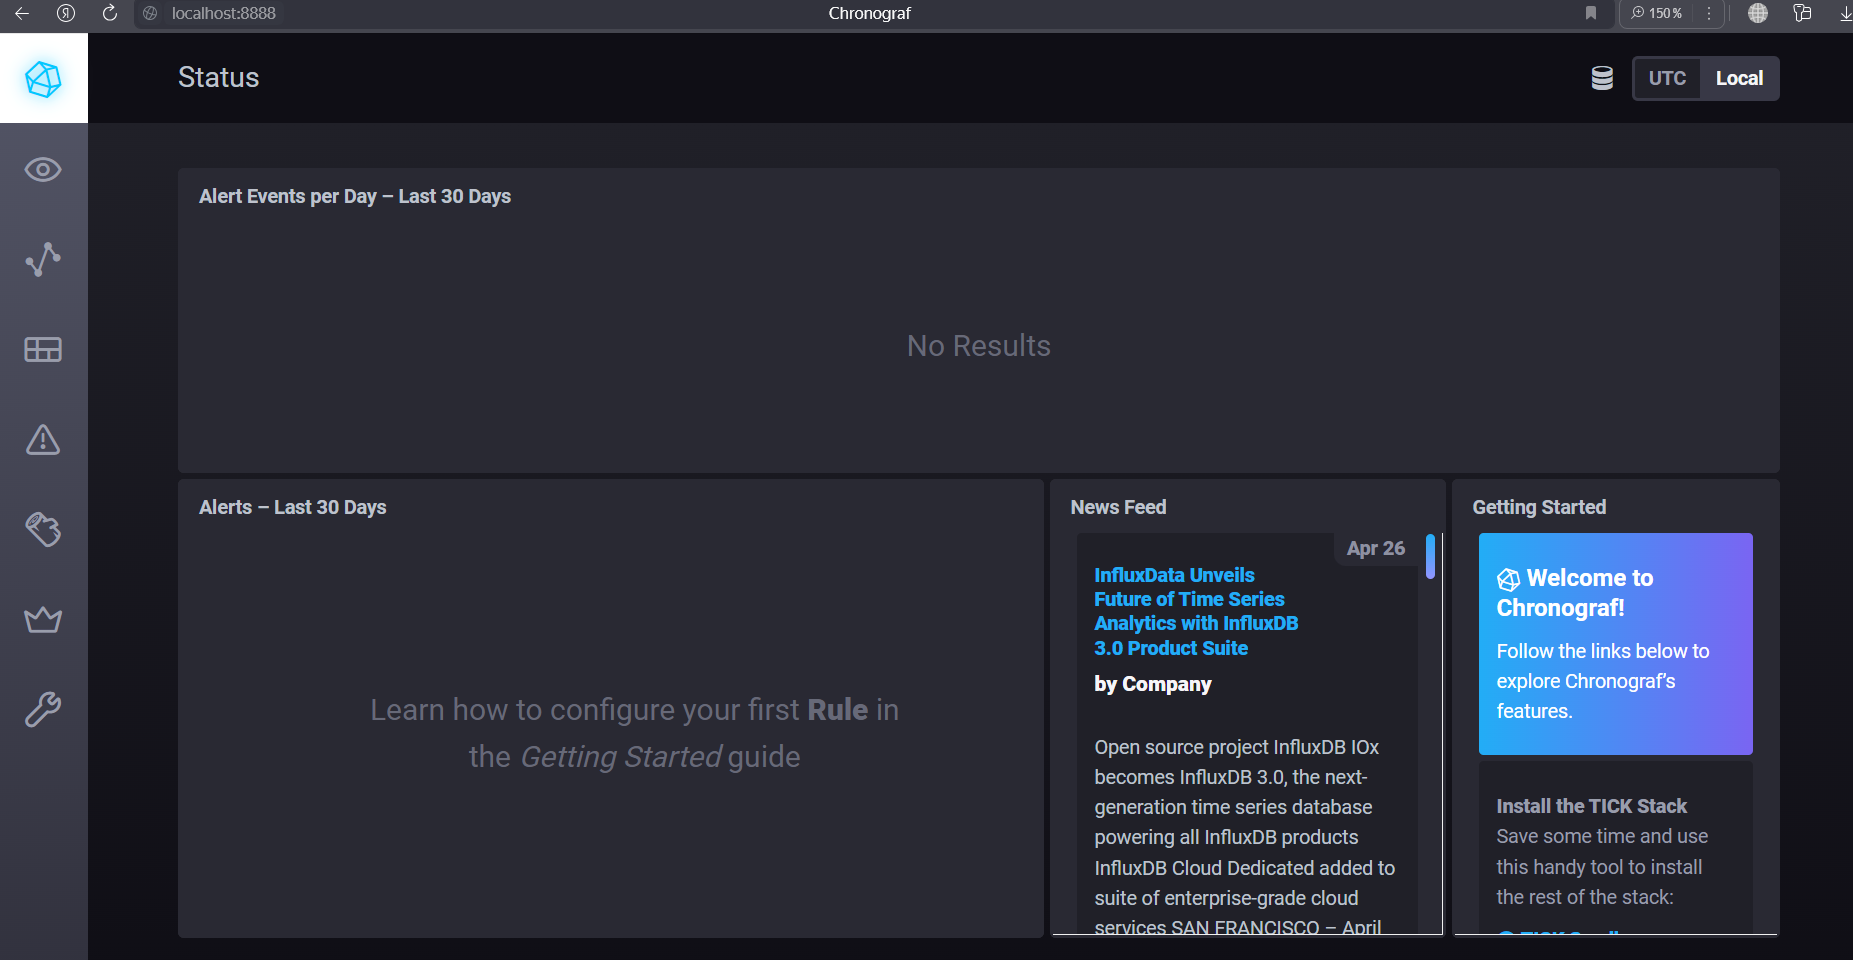 localhost:8888
Chronograf
150 %
Status
UTC
Local
Alert Events per Day – Last 30 Days
No Results
Alerts – Last 30 Days
Learn how to configure your first Rule in
the Getting Started guide
News Feed
Apr 26
InfluxData Unveils
Future of Time Series
Analytics with InfluxDB
3.0 Product Suite
by Company
Open source project InfluxDB IOx
becomes InfluxDB 3.0, the next-
generation time series database
powering all InfluxDB products
InfluxDB Cloud Dedicated added to
suite of enterprise-grade cloud
services SAN FRANCISCO – April
Getting Started
Welcome to
Chronograf!
Follow the links below to
explore Chronograf’s
features.
Install the TICK Stack
Save some time and use
this handy tool to install
the rest of the stack: